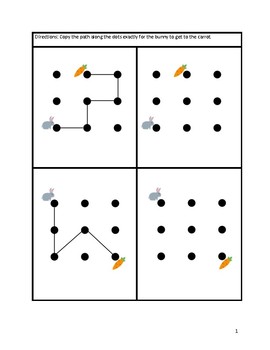 Directions: Copy the path along the dots exactly for the bunny to get to the carrot
1